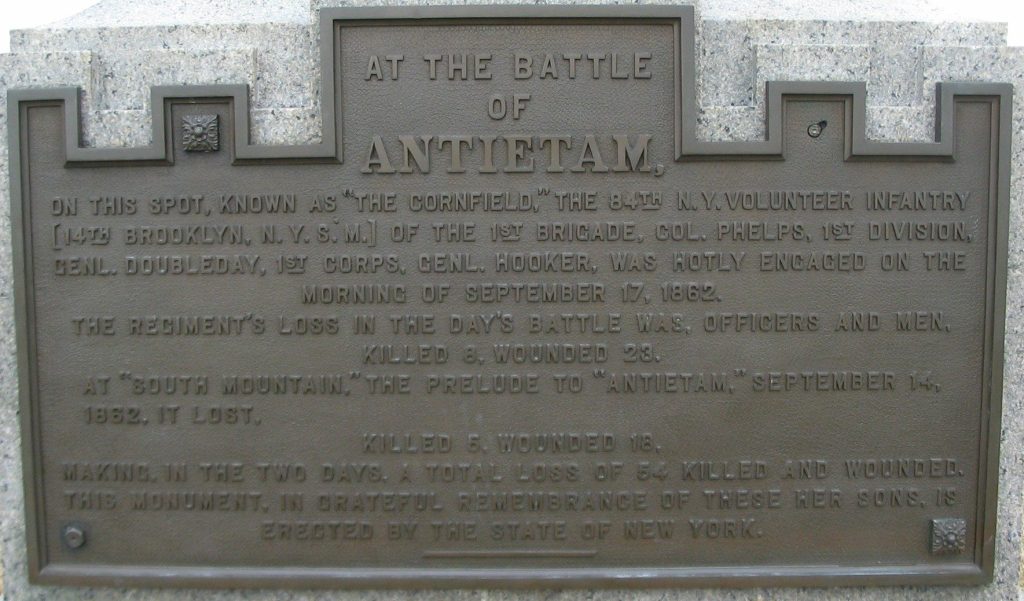 AT THE BATTLE
OF
ANTIETAM,
ON THIS SPOT, KNOWN AS "THE CORNFIELD," THE 84TH N.Y. VOLUNTEER INFANTRY
[14TH BROOKLYN, N.Y.S.M.] OF THE 1ST BRIGADE, COL. PHELPS, 1ST DIVISION,
GENL. DOUBLEDAY, 1ST CORPS, GENL. HOOKER, WAS HOTLY ENGAGED ON THE
MORNING OF SEPTEMBER 17, 1862.
THE REGIMENT'S LOSS IN THE DAY'S BATTLE WAS, OFFICERS AND MEN,
KILLED 8, WOUNDED 23.
AT "SOUTH MOUNTAIN," THE PRELUDE TO "ANTIETAM," SEPTEMBER 14,
1862, IT LOST,
KILLED 5, WOUNDED 18.
MAKING, IN THE TWO DAYS, A TOTAL LOSS OF 54 KILLED AND WOUNDED.
THIS MONUMENT, IN GRATEFUL REMEMBRANCE OF THESE HER SONS, IS
ERECTED BY THE STATE OF NEW YORK.